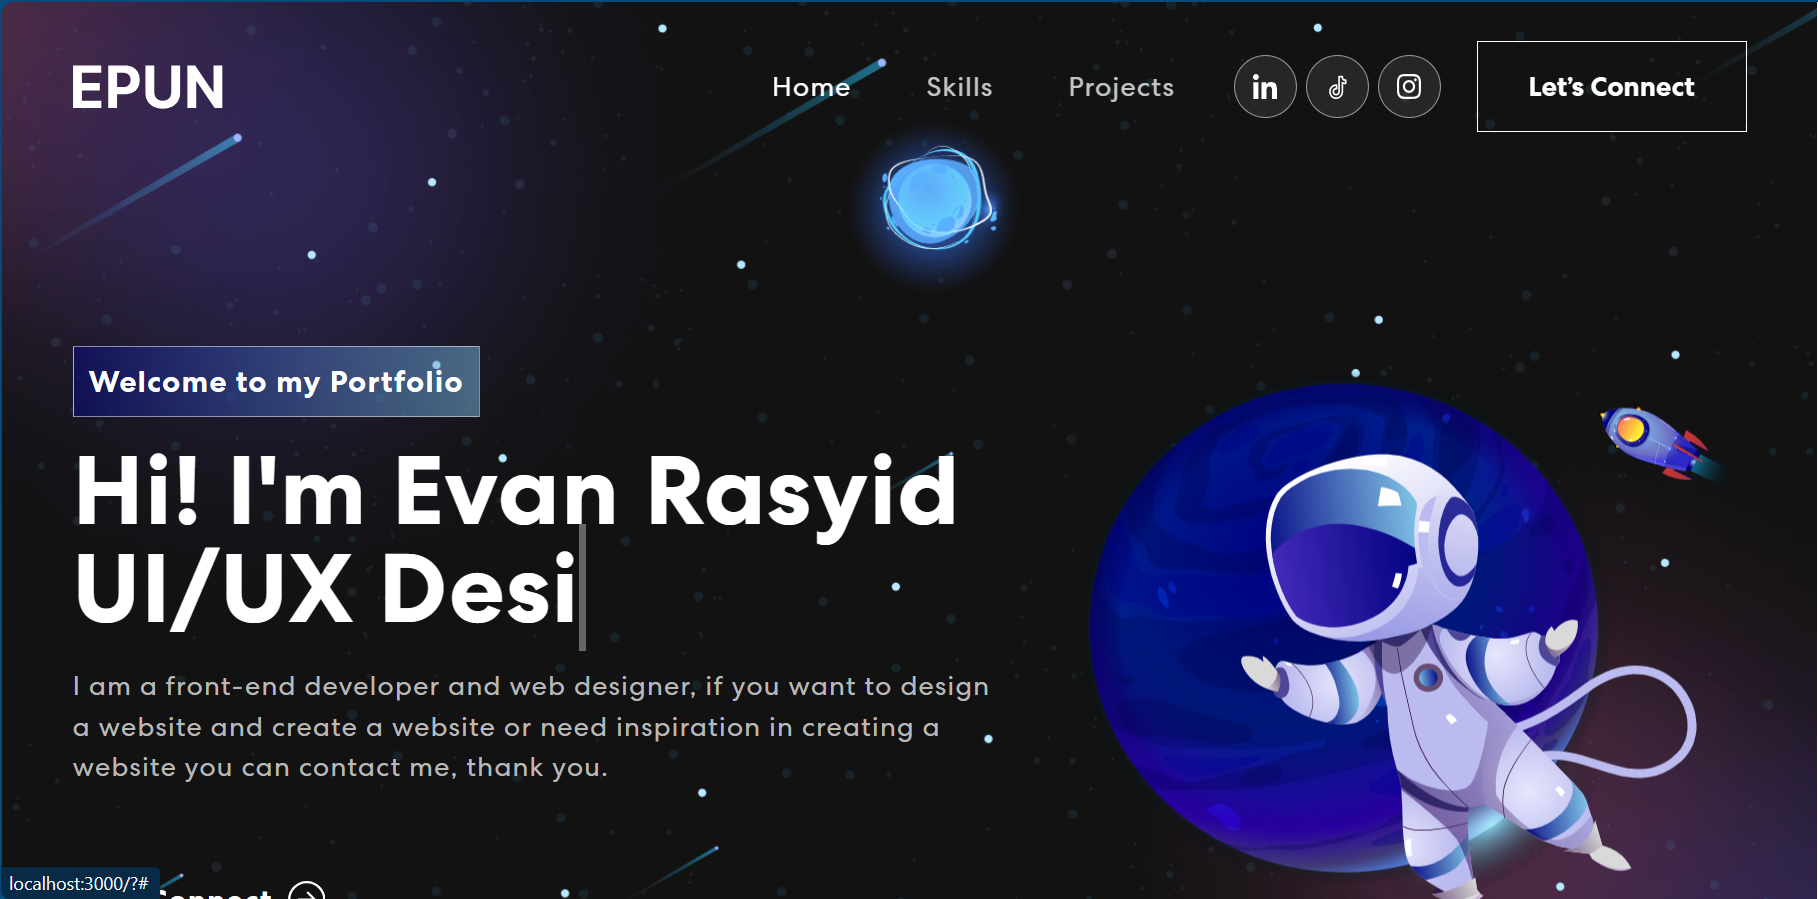 EPUN
Home
Skills
Projects
in
Let’s Connect
Welcome to my Portfolio
Hi! I'm Evan Rasyid
UI/UX Desi
I am a front-end developer and web designer, if you want to design
a website and create a website or need inspiration in creating a
website you can contact me, thank you.
Connect
localhost:3000/?#